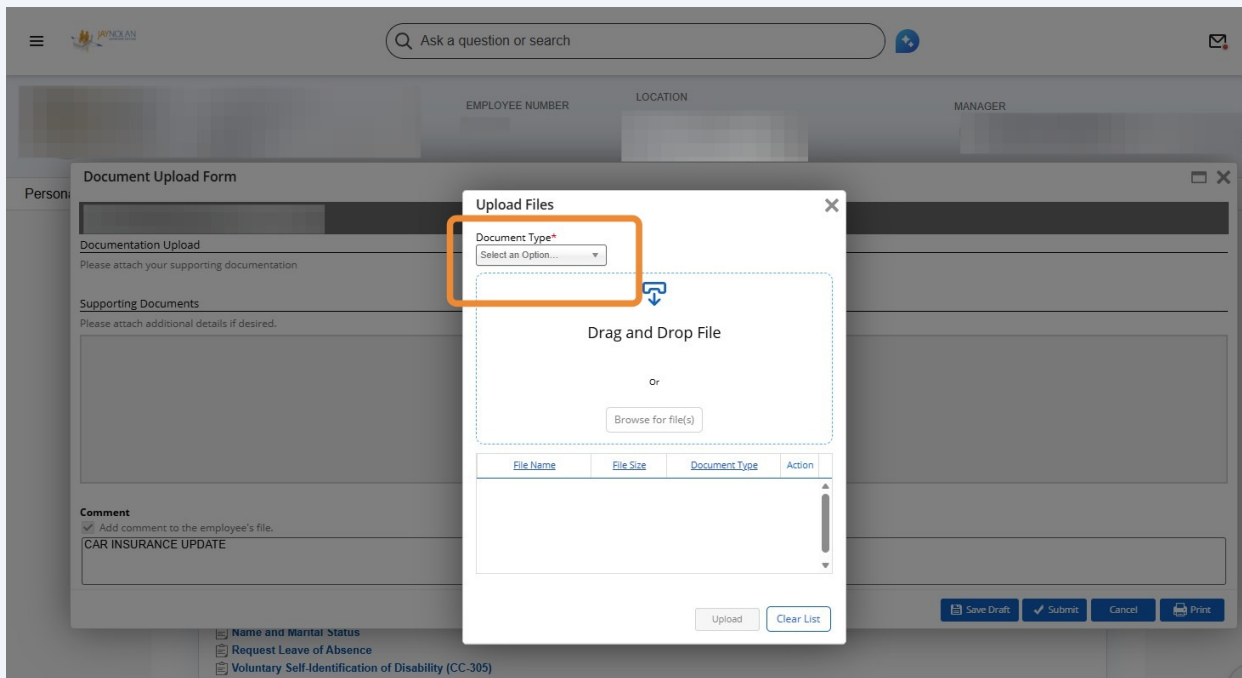 JAYNOLAN
Ask a question or search
EMPLOYEE NUMBER
LOCATION
MANAGER
Person
Document Upload Form
Documentation Upload
Please attach your supporting documentation
Supporting Documents
Please attach additional details if desired.
Upload Files
Document Type*
Select an Option...
Drag and Drop File
Or
Browse for file(s)
File Name File Size Document Type Action
Upload Clear List
Comment
Add comment to the employee's file.
CAR INSURANCE UPDATE
Save Draft Submit Cancel Print
Name and Marital Status
Request Leave of Absence
Voluntary Self-Identification of Disability (CC-305)